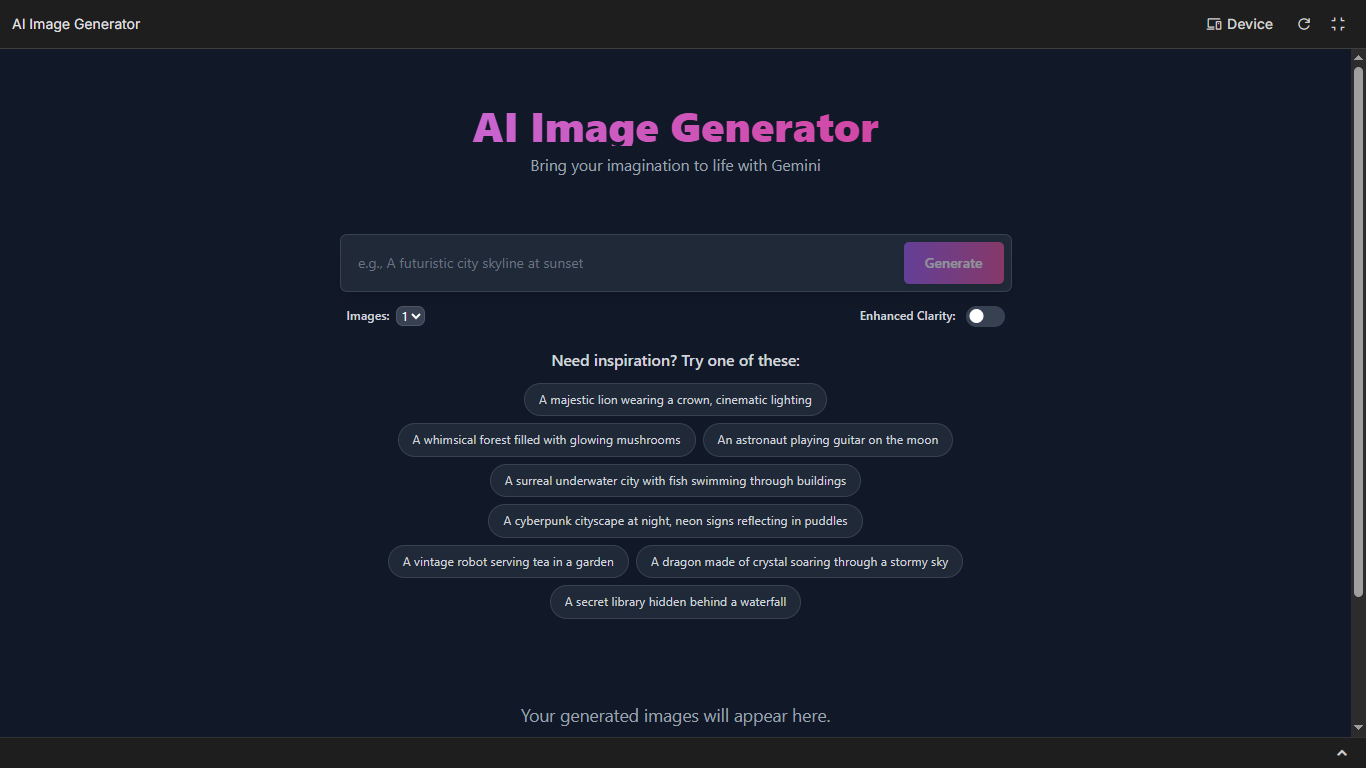 AI Image Generator
Device
AI Image Generator
Bring your imagination to life with Gemini
e.g., A futuristic city skyline at sunset
Generate
Images: 1
Enhanced Clarity:
Need inspiration? Try one of these:
A majestic lion wearing a crown, cinematic lighting
A whimsical forest filled with glowing mushrooms
An astronaut playing guitar on the moon
A surreal underwater city with fish swimming through buildings
A cyberpunk cityscape at night, neon signs reflecting in puddles
A vintage robot serving tea in a garden
A dragon made of crystal soaring through a stormy sky
A secret library hidden behind a waterfall
Your generated images will appear here.